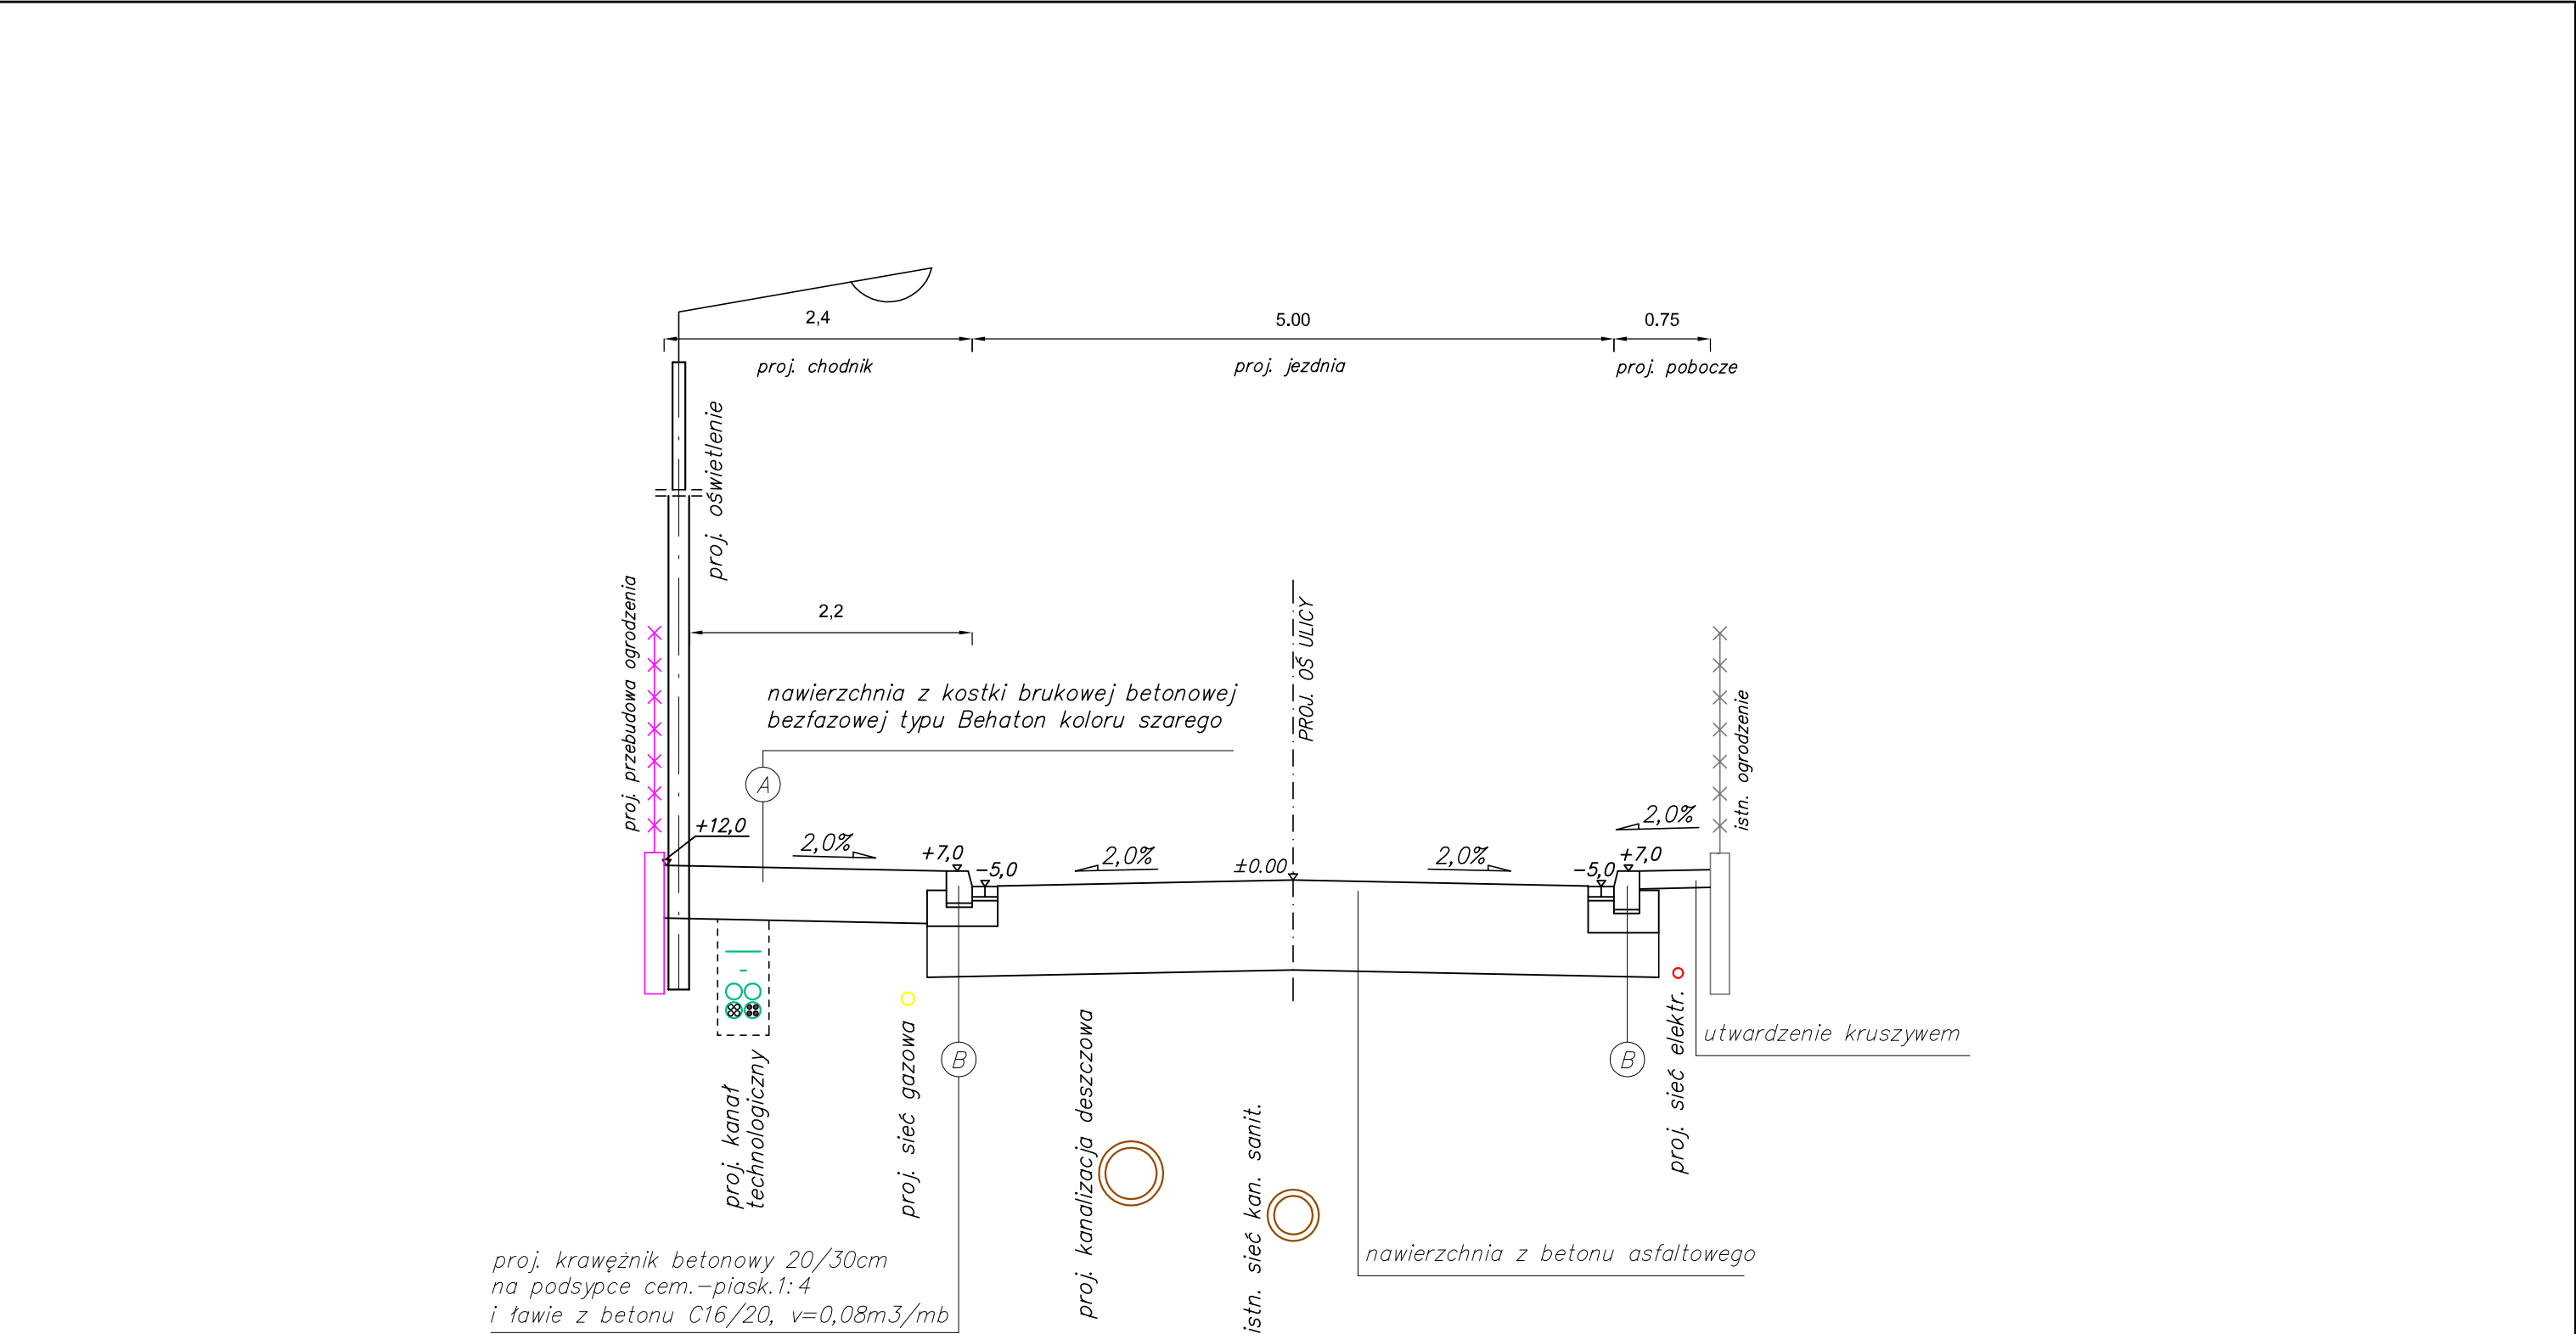 2,4
5.00
0.75
proj. chodnik
proj. jezdnia
proj. pobocze
proj. oświetlenie
proj. przebudowa ogrodzenia
2,2
PROJ. OŚ ULICY
nawierzchnia z kostki brukowej betonowej
bezfazowej typu Behaton koloru szarego
istn. ogrodzenie
A
+12,0
2,0%
+7,0
-5,0
2,0%
±0.00
2,0%
-5,0
+7,0
2,0%
proj. kanał
technologiczny
proj. sieć gazowa
B
proj. kanalizacja deszczowa
istn. sieć kan. sanit.
B
proj. sieć elektr.
utwardzenie kruszywem
nawierzchnia z betonu asfaltowego
proj. krawężnik betonowy 20/30cm
na podsypce cem.-piask.1:4
i ławie z betonu C16/20, v=0,08m3/mb